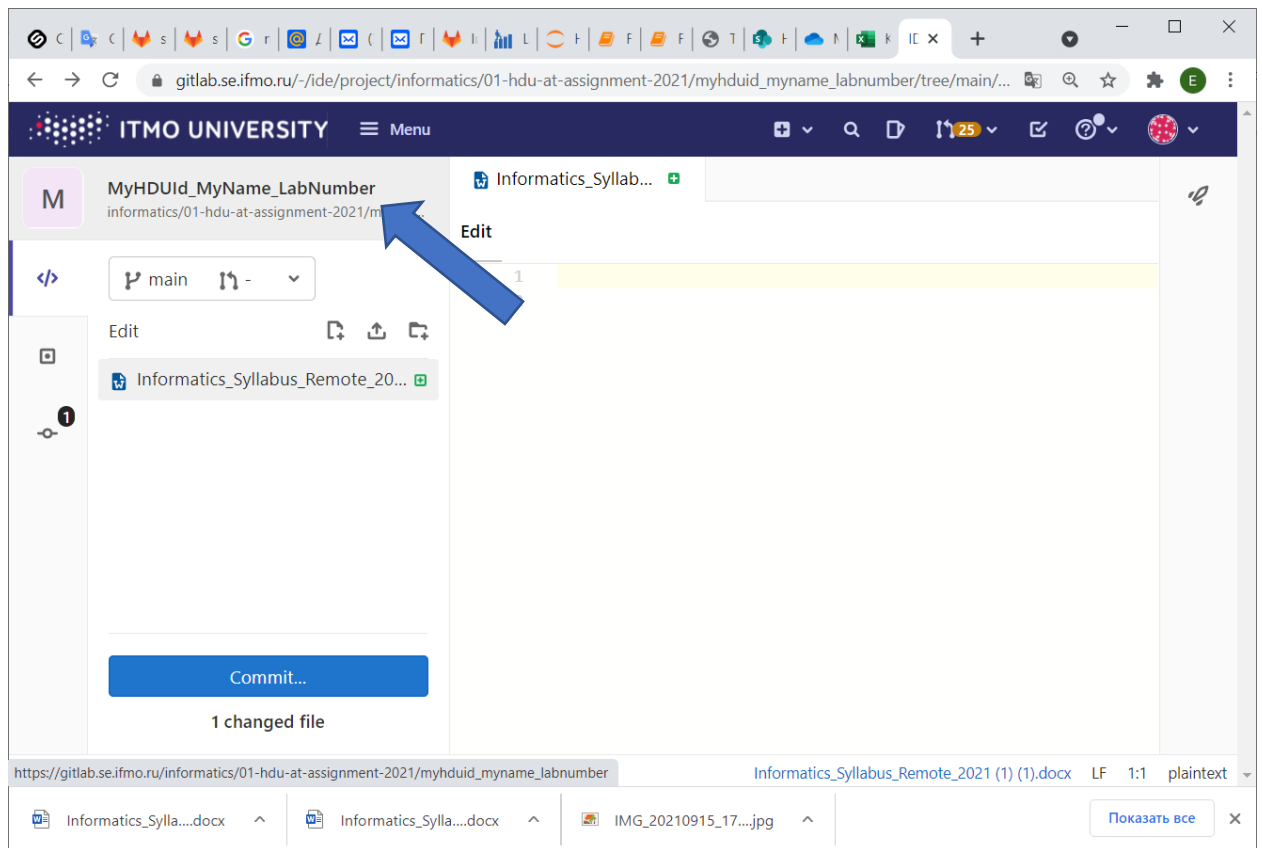 gitlab.se.ifmo.ru/-/ide/project/informatics/01-hdu-at-assignment-2021/myhduid_myname_labnumber/tree/main/...
E
ITMO UNIVERSITY Menu 25
M
MyHDUId_MyName_LabNumber
informatics/01-hdu-at-assignment-2021/m
Informatics_Syllab...
Edit
main -
1
Edit
Informatics_Syllabus_Remote_20...
1
Commit...
1 changed file
https://gitlab.se.ifmo.ru/informatics/01-hdu-at-assignment-2021/myhduid_myname_labnumber
Informatics_Syllabus_Remote_2021 (1) (1).docx LF 1:1 plaintext
Informatics_Sylla....docx
Informatics_Sylla....docx
IMG_20210915_17....jpg
Показать все